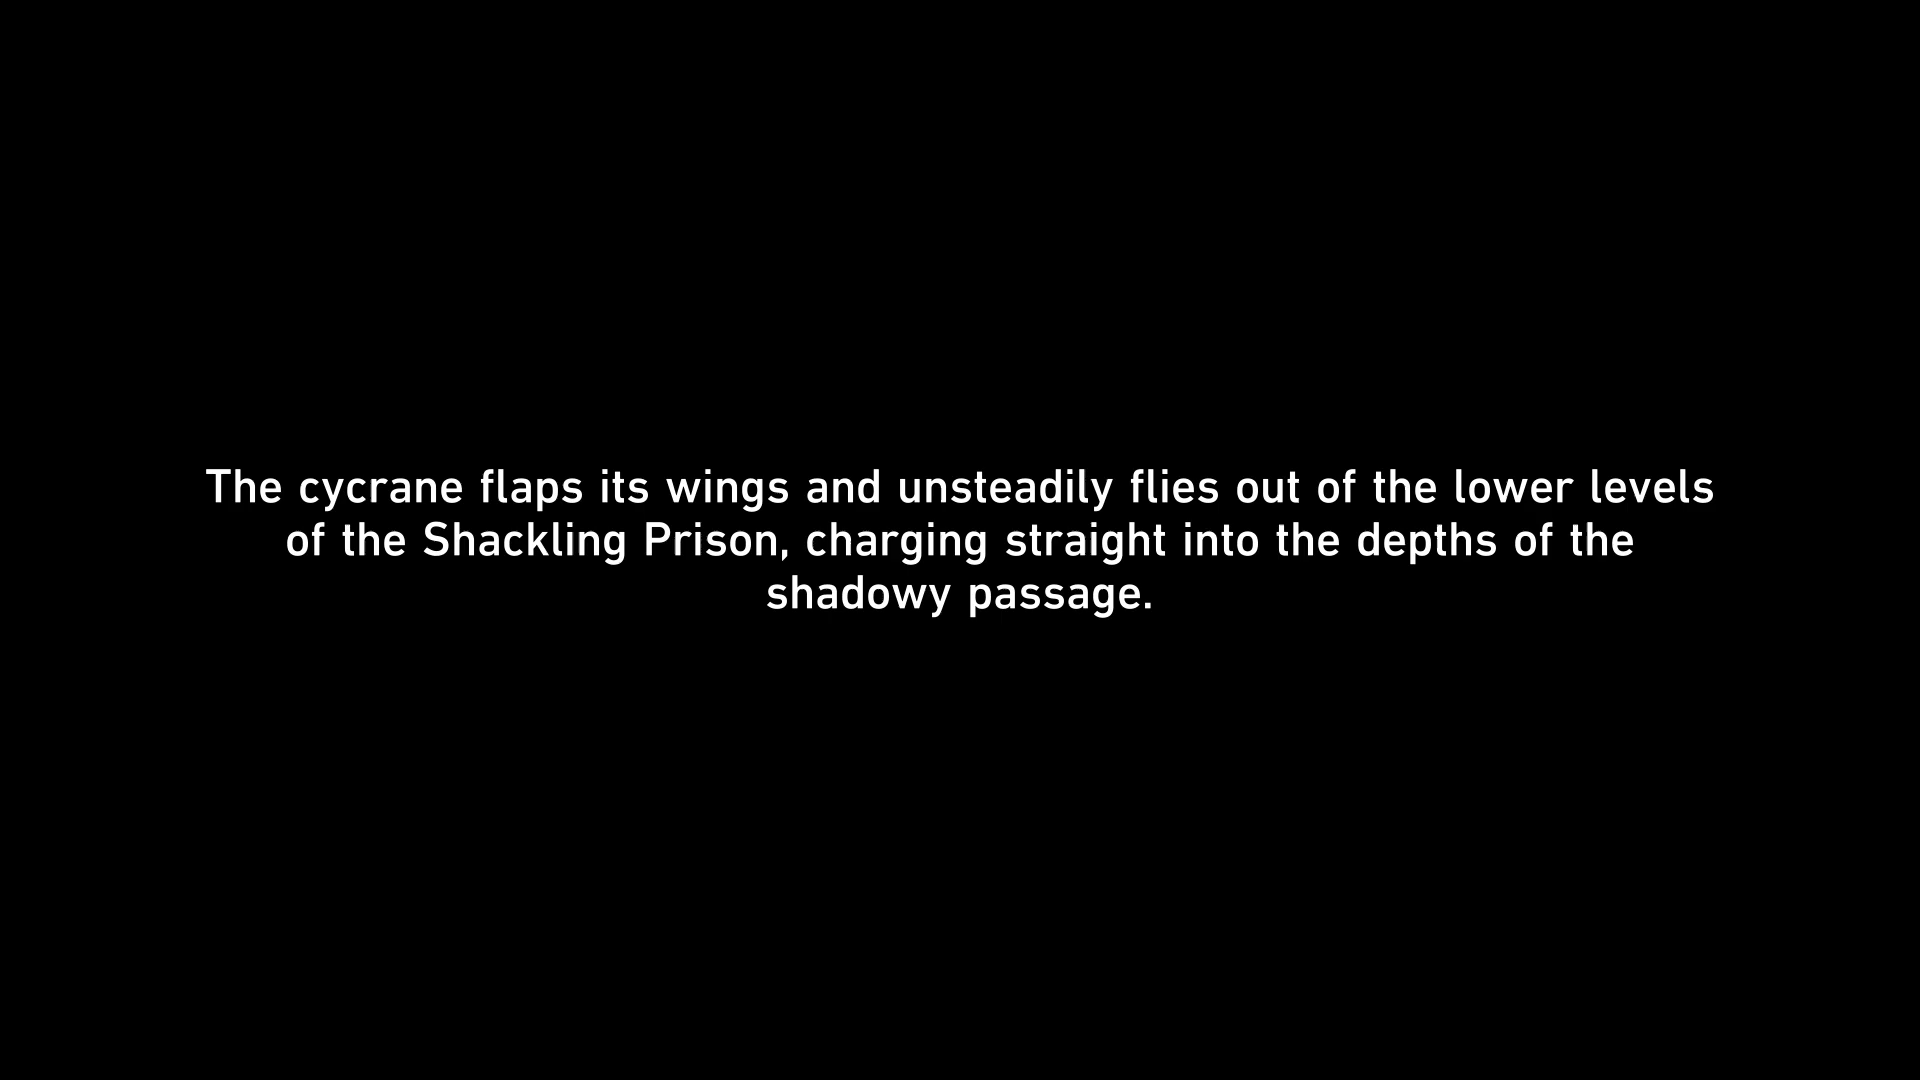 The cycrane flaps its wings and unsteadily flies out of the lower levels
of the Shackling Prison, charging straight into the depths of the
shadowy passage.